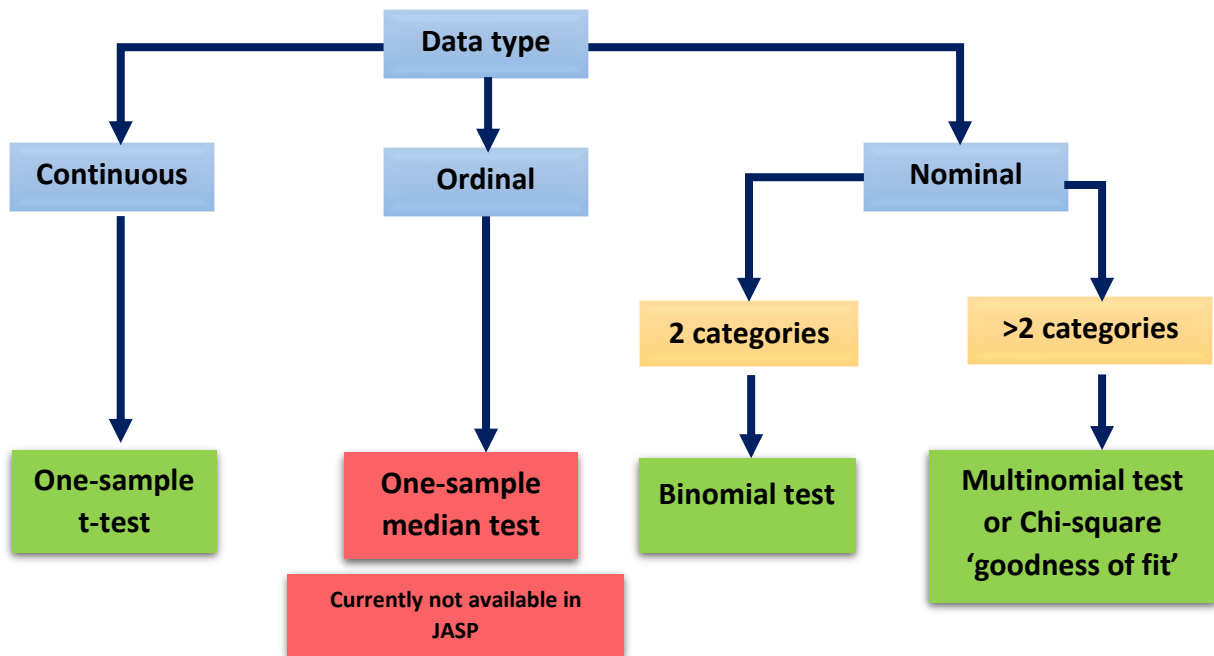 Data type
Continuous
Ordinal
Nominal
2 categories
>2 categories
One-sample
t-test
One-sample
median test
Binomial test
Multinomial test
or Chi-square
‘goodness of fit’
Currently not available in
JASP